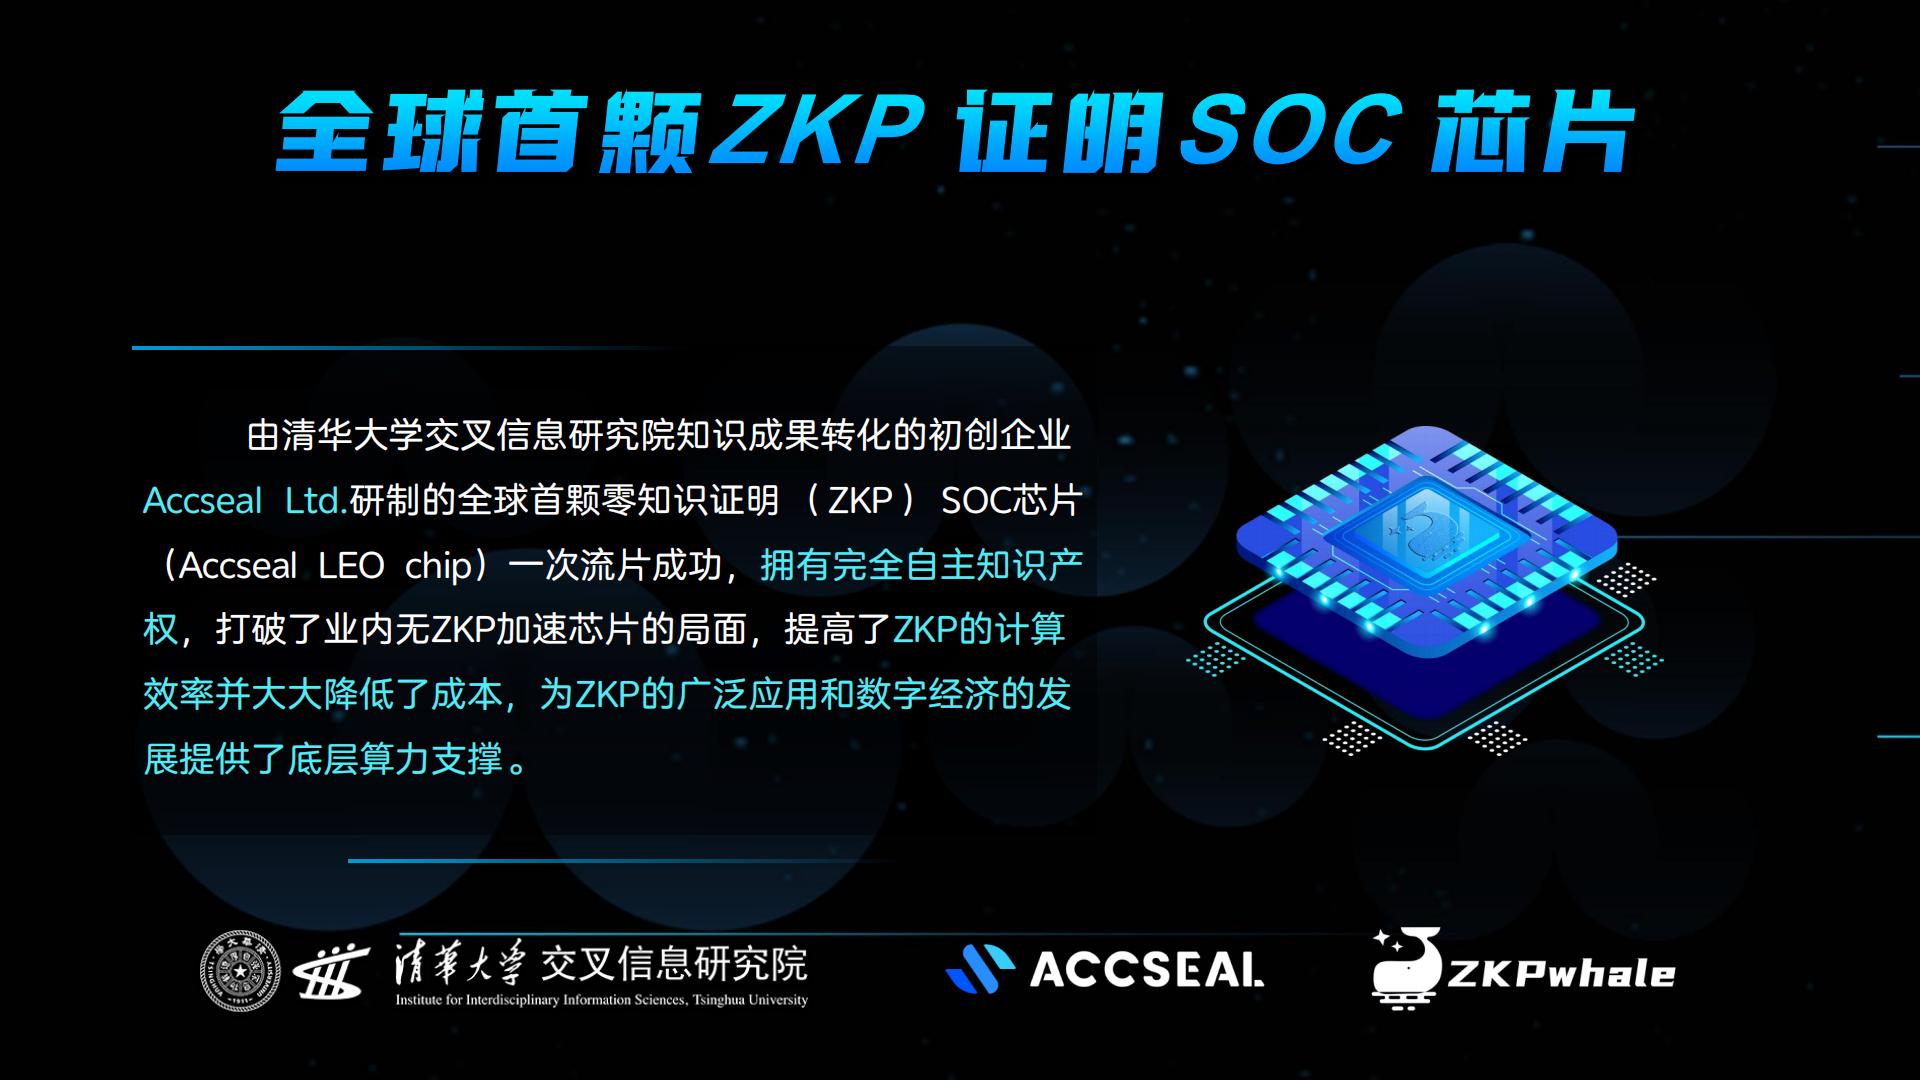 全球首颗ZKP 证明SOC 芯片
由清华大学交叉信息研究院知识成果转化的初创企业
Accseal Ltd.研制的全球首颗零知识证明（ZKP） SOC芯片
（Accseal LEO chip）一次流片成功，拥有完全自主知识产
权，打破了业内无ZKP加速芯片的局面，提高了ZKP的计算
效率并大大降低了成本，为ZKP的广泛应用和数字经济的发
展提供了底层算力支撑。
清華大学 交叉信息研究院
Institute for Interdisciplinary Information Sciences, Tsinghua University
ACCSEAL
ZKPwhale